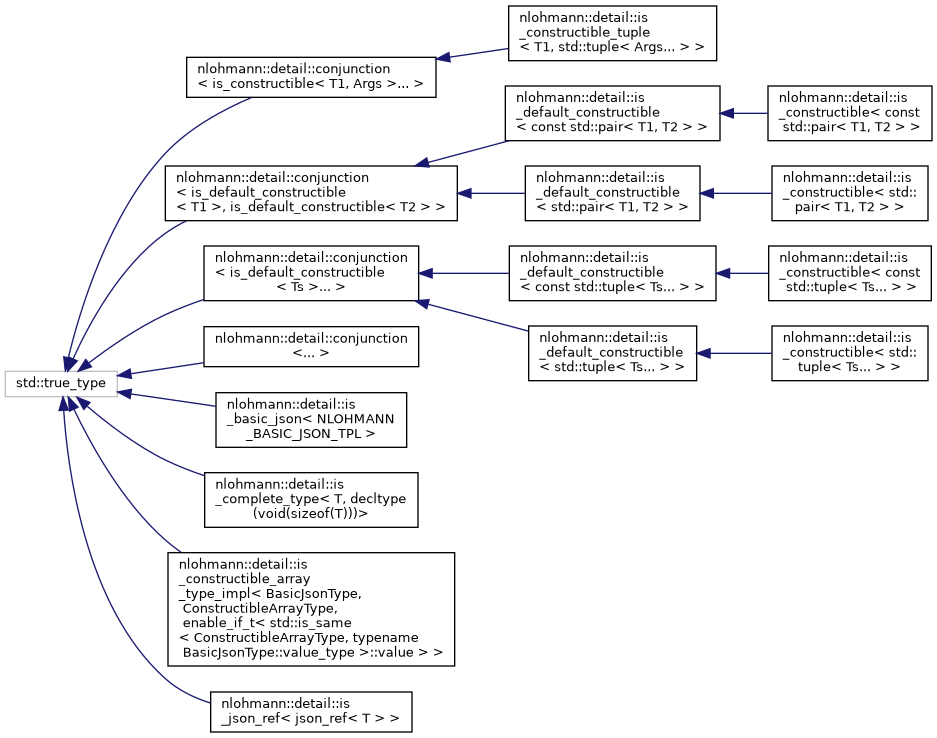 nlohmann::detail::is
_constructible_tuple
< T1, std::tuple< Args... > >
nlohmann::detail::conjunction
< is_constructible< T1, Args >... >
nlohmann::detail::is
_default_constructible
< const std::pair< T1, T2 > >
nlohmann::detail::is
_constructible< const
std::pair< T1, T2 > >
nlohmann::detail::conjunction
< is_default_constructible
< T1 >, is_default_constructible< T2 > >
nlohmann::detail::is
_default_constructible
< std::pair< T1, T2 > >
nlohmann::detail::is
_constructible< std::
pair< T1, T2 > >
nlohmann::detail::conjunction
< is_default_constructible
< Ts >... >
nlohmann::detail::is
_default_constructible
< const std::tuple< Ts... > >
nlohmann::detail::is
_constructible< const
std::tuple< Ts... > >
nlohmann::detail::conjunction
<... >
nlohmann::detail::is
_default_constructible
< std::tuple< Ts... > >
nlohmann::detail::is
_constructible< std::
tuple< Ts... > >
std::true_type
nlohmann::detail::is
_basic_json< NLOHMANN
_BASIC_JSON_TPL >
nlohmann::detail::is
_complete_type< T, decltype
(void(sizeof(T)))>
nlohmann::detail::is
_constructible_array
_type_impl< BasicJsonType,
ConstructibleArrayType,
enable_if_t< std::is_same
< ConstructibleArrayType, typename
BasicJsonType::value_type >::value > >
nlohmann::detail::is
_json_ref< json_ref< T > >